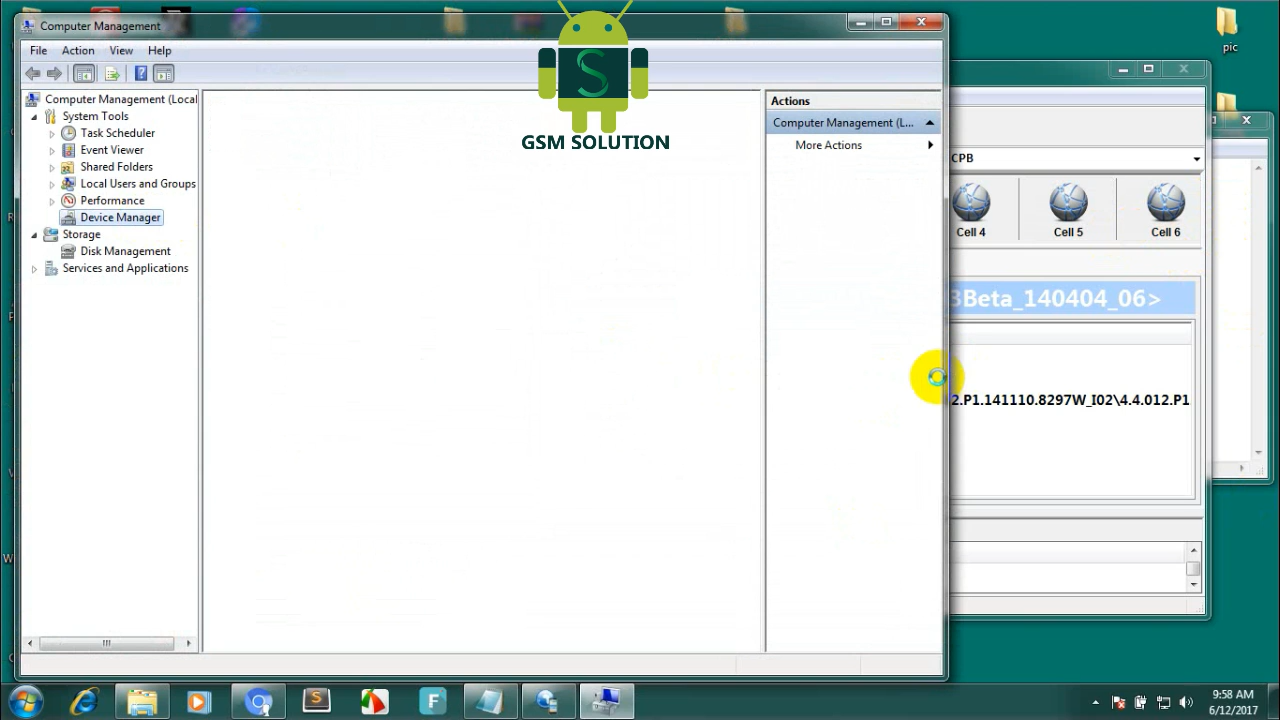 Computer Management
File Action View Help
Computer Management (Local
System Tools
Task Scheduler
Event Viewer
Shared Folders
Local Users and Groups
Performance
Device Manager
Storage
Disk Management
Services and Applications
S
GSM SOLUTION
Actions
Computer Management (L...
More Actions
pic
CPB
Cell 4
Cell 5
Cell 6
3Beta_140404_06>
2.P1.141110.8297W_I02\4.4.012.P1
S
F
9:58 AM
6/12/2017